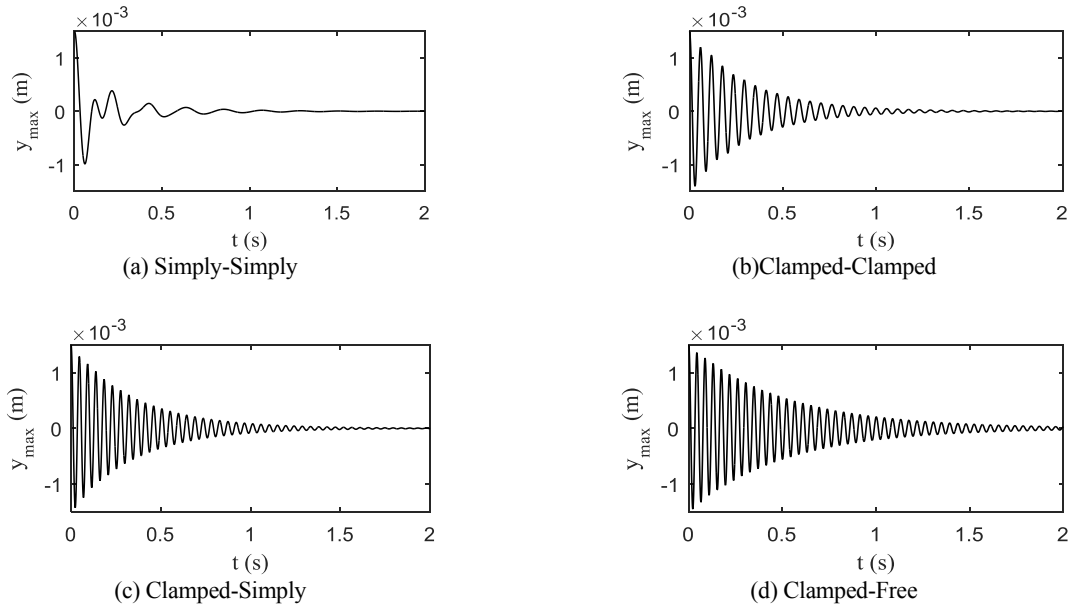 ×10⁻³
y_max (m)
1
0
-1
0 0.5 1 1.5 2
t (s)
(a) Simply-Simply
×10⁻³
y_max (m)
1
0
-1
0 0.5 1 1.5 2
t (s)
(b)Clamped-Clamped
×10⁻³
y_max (m)
1
0
-1
0 0.5 1 1.5 2
t (s)
(c) Clamped-Simply
×10⁻³
y_max (m)
1
0
-1
0 0.5 1 1.5 2
t (s)
(d) Clamped-Free